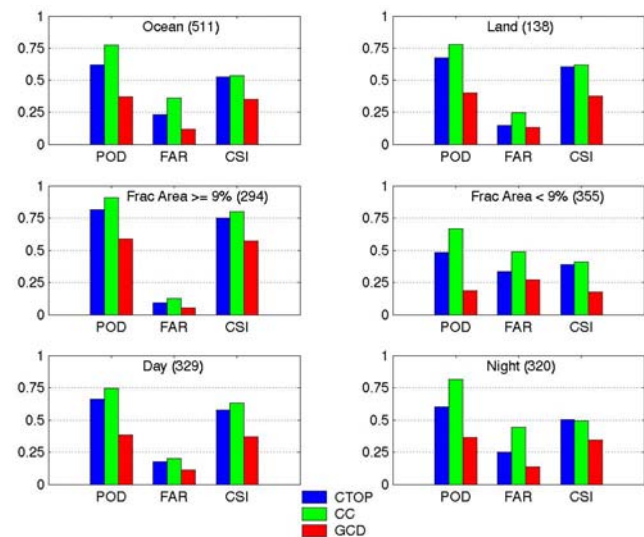 Ocean (511)
1
0.75
0.5
0.25
0
POD FAR CSI
Land (138)
1
0.75
0.5
0.25
0
POD FAR CSI
Frac Area >= 9% (294)
1
0.75
0.5
0.25
0
POD FAR CSI
Frac Area < 9% (355)
1
0.75
0.5
0.25
0
POD FAR CSI
Day (329)
1
0.75
0.5
0.25
0
POD FAR CSI
Night (320)
1
0.75
0.5
0.25
0
POD FAR CSI
CTOP
CC
GCD